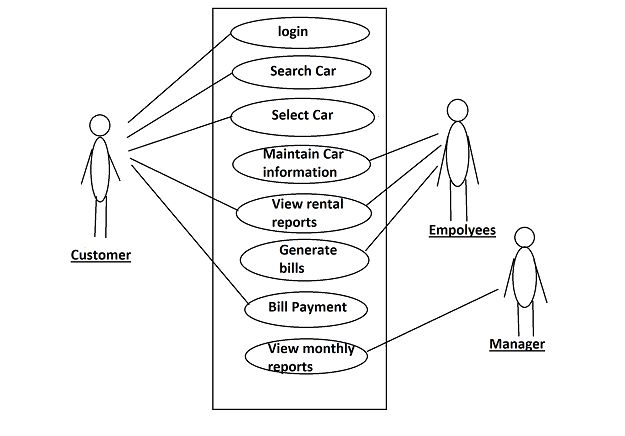 login
Search Car
Select Car
Maintain Car
information
View rental
reports
Generate
bills
Bill Payment
View monthly
reports
Customer
Empolyees
Manager